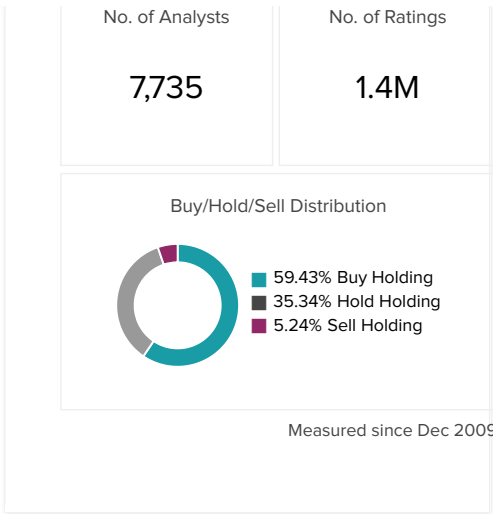 No. of Analysts
No. of Ratings
7,735
1.4M
Buy/Hold/Sell Distribution
59.43% Buy Holding
35.34% Hold Holding
5.24% Sell Holding
Measured since Dec 2009